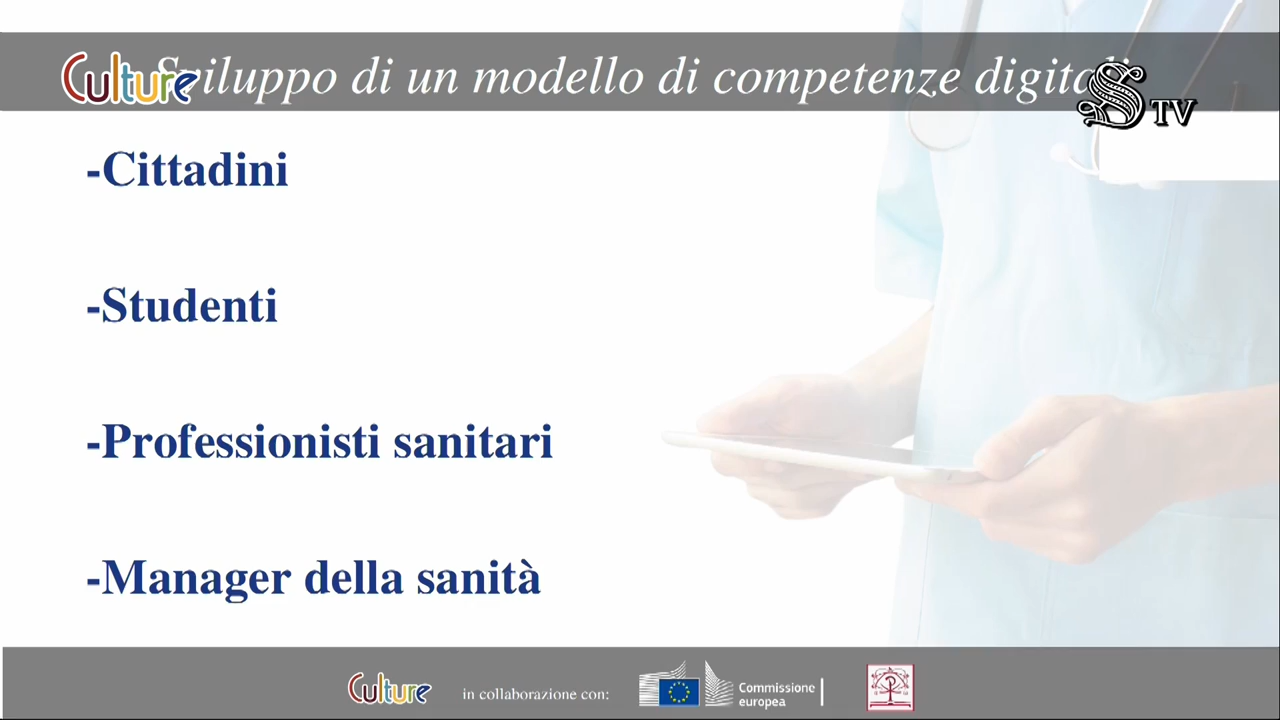 Culture
Sviluppo di un modello di competenze digitali
S TV
-Cittadini
-Studenti
-Professionisti sanitari
-Manager della sanità
Culture
in collaborazione con:
Commissione
europea